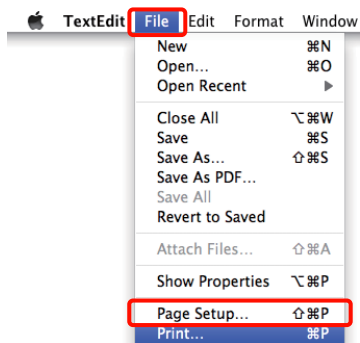 TextEdit File Edit Format Window
New ⌘N
Open... ⌘O
Open Recent ▶
Close All ⌥⌘W
Save ⌘S
Save As... ⇧⌘S
Save As PDF...
Save All
Revert to Saved
Attach Files... ⇧⌘A
Show Properties ⌥⌘P
Page Setup... ⇧⌘P
Print... ⌘P